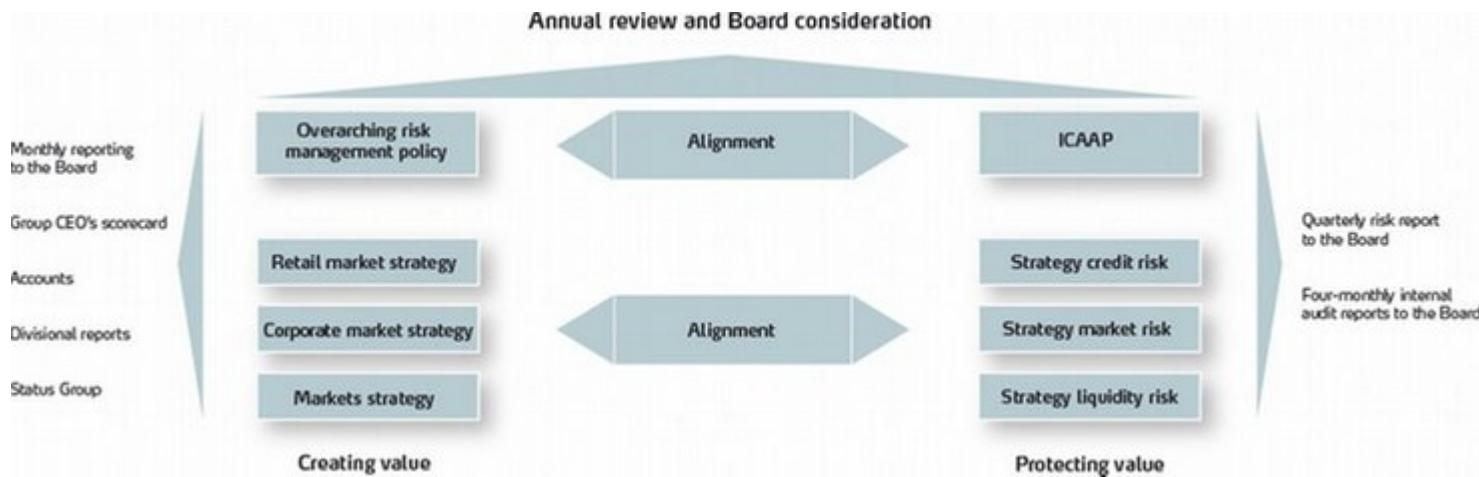 Annual review and Board consideration
Monthly reporting
to the Board
Group CEO's scorecard
Accounts
Divisional reports
Status Group
Overarching risk
management policy
Retail market strategy
Corporate market strategy
Markets strategy
Creating value
Alignment
Alignment
ICAAP
Strategy credit risk
Strategy market risk
Strategy liquidity risk
Protecting value
Quarterly risk report
to the Board
Four-monthly internal
audit reports to the Board